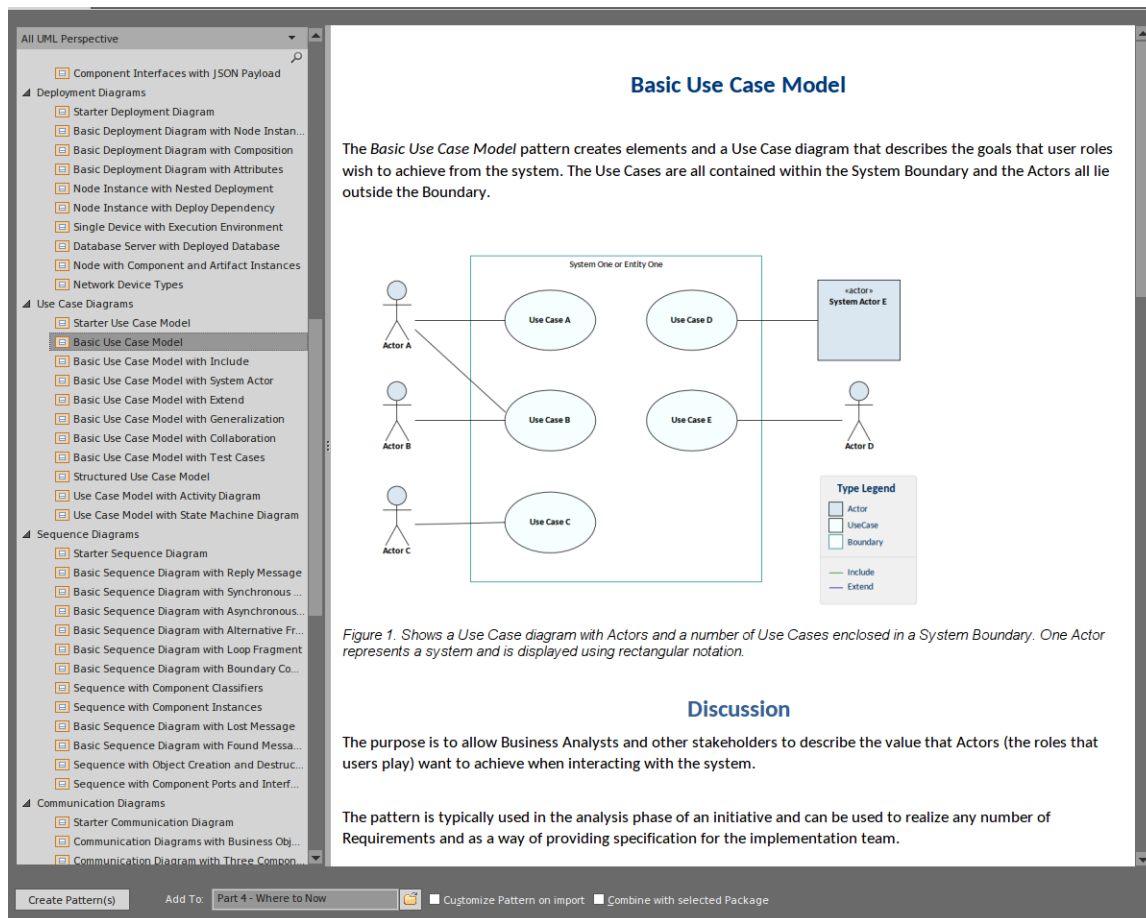 All UML Perspective
Component Interfaces with JSON Payload
Deployment Diagrams
Starter Deployment Diagram
Basic Deployment Diagram with Node Instan...
Basic Deployment Diagram with Composition
Basic Deployment Diagram with Attributes
Node Instance with Nested Deployment
Node Instance with Deploy Dependency
Single Device with Execution Environment
Database Server with Deployed Database
Node with Component and Artifact Instances
Network Device Types
Use Case Diagrams
Starter Use Case Model
Basic Use Case Model
Basic Use Case Model with Include
Basic Use Case Model with System Actor
Basic Use Case Model with Extend
Basic Use Case Model with Generalization
Basic Use Case Model with Collaboration
Basic Use Case Model with Test Cases
Structured Use Case Model
Use Case Model with Activity Diagram
Use Case Model with State Machine Diagram
Sequence Diagrams
Starter Sequence Diagram
Basic Sequence Diagram with Reply Message
Basic Sequence Diagram with Synchronous ...
Basic Sequence Diagram with Asynchronous...
Basic Sequence Diagram with Alternative Fr...
Basic Sequence Diagram with Loop Fragment
Basic Sequence Diagram with Boundary Co...
Sequence with Component Classifiers
Sequence with Component Instances
Basic Sequence Diagram with Lost Message
Basic Sequence Diagram with Found Messa...
Sequence with Object Creation and Destruc...
Sequence with Component Ports and Interf...
Communication Diagrams
Starter Communication Diagram
Communication Diagrams with Business Obj...
Communication Diagram with Three Compon...
Basic Use Case Model
The Basic Use Case Model pattern creates elements and a Use Case diagram that describes the goals that user roles
wish to achieve from the system. The Use Cases are all contained within the System Boundary and the Actors all lie
outside the Boundary.
System One or Entity One
Actor A
Use Case A
Use Case D
«actor»
System Actor E
Actor B
Use Case B
Use Case E
Actor D
Actor C
Use Case C
Type Legend
Actor
UseCase
Boundary
Include
Extend
Figure 1. Shows a Use Case diagram with Actors and a number of Use Cases enclosed in a System Boundary. One Actor
represents a system and is displayed using rectangular notation.
Discussion
The purpose is to allow Business Analysts and other stakeholders to describe the value that Actors (the roles that
users play) want to achieve when interacting with the system.
The pattern is typically used in the analysis phase of an initiative and can be used to realize any number of
Requirements and as a way of providing specification for the implementation team.
Create Pattern(s)
Add To:
Part 4 - Where to Now
Customize Pattern on import
Combine with selected Package